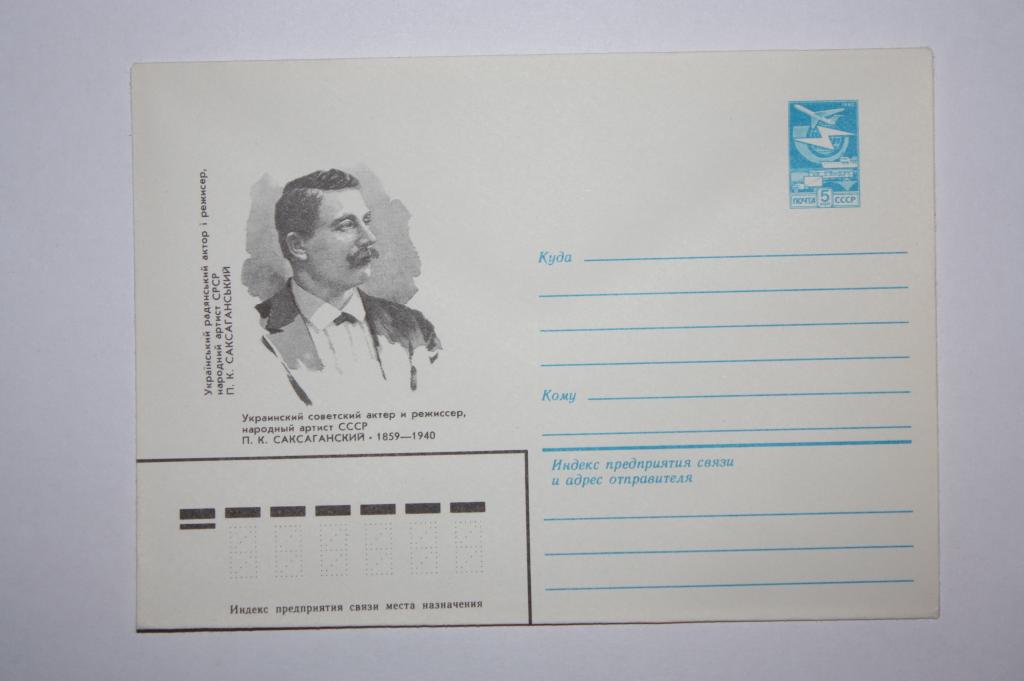 Український радянський актор і режисер,
народний артист СРСР
П. К. САКСАГАНСЬКИЙ
Украинский советский актер и режиссер,
народный артист СССР
П. К. САКСАГАНСКИЙ • 1859—1940
ПОЧТА 5 СССР
Куда
Кому
Индекс предприятия связи
и адрес отправителя
Индекс предприятия связи места назначения